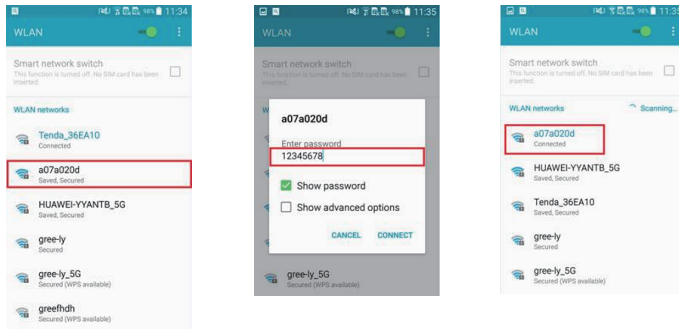 98% 11:34
WLAN
Smart network switch
This function is turned off. No SIM card has been
inserted.
WLAN networks
Tenda_36EA10
Connected
a07a020d
Saved, Secured
HUAWEI-YYANTB_5G
Saved, Secured
gree-ly
Secured
gree-ly_5G
Secured (WPS available)
greefhdh
Secured (WPS available)
98% 11:35
WLAN
Smart network switch
This function is turned off. No SIM card has been
inserted.
W
a07a020d
Enter password
12345678
Show password
Show advanced options
CANCEL CONNECT
gree-ly_5G
Secured (WPS available)
98% 11:35
WLAN
Smart network switch
This function is turned off. No SIM card has been
inserted.
WLAN networks Scanning...
a07a020d
Connected
HUAWEI-YYANTB_5G
Saved, Secured
Tenda_36EA10
Saved, Secured
gree-ly
Secured
gree-ly_5G
Secured (WPS available)